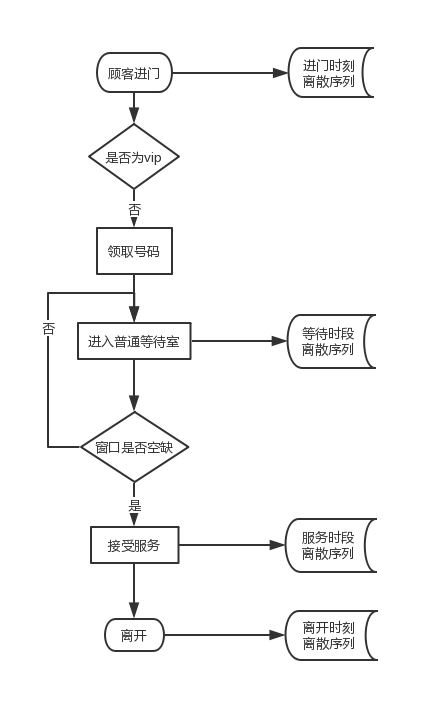 顾客进门
进门时刻
离散序列
是否为vip
否
领取号码
否
进入普通等待室
等待时段
离散序列
窗口是否空缺
是
接受服务
服务时段
离散序列
离开
离开时刻
离散序列